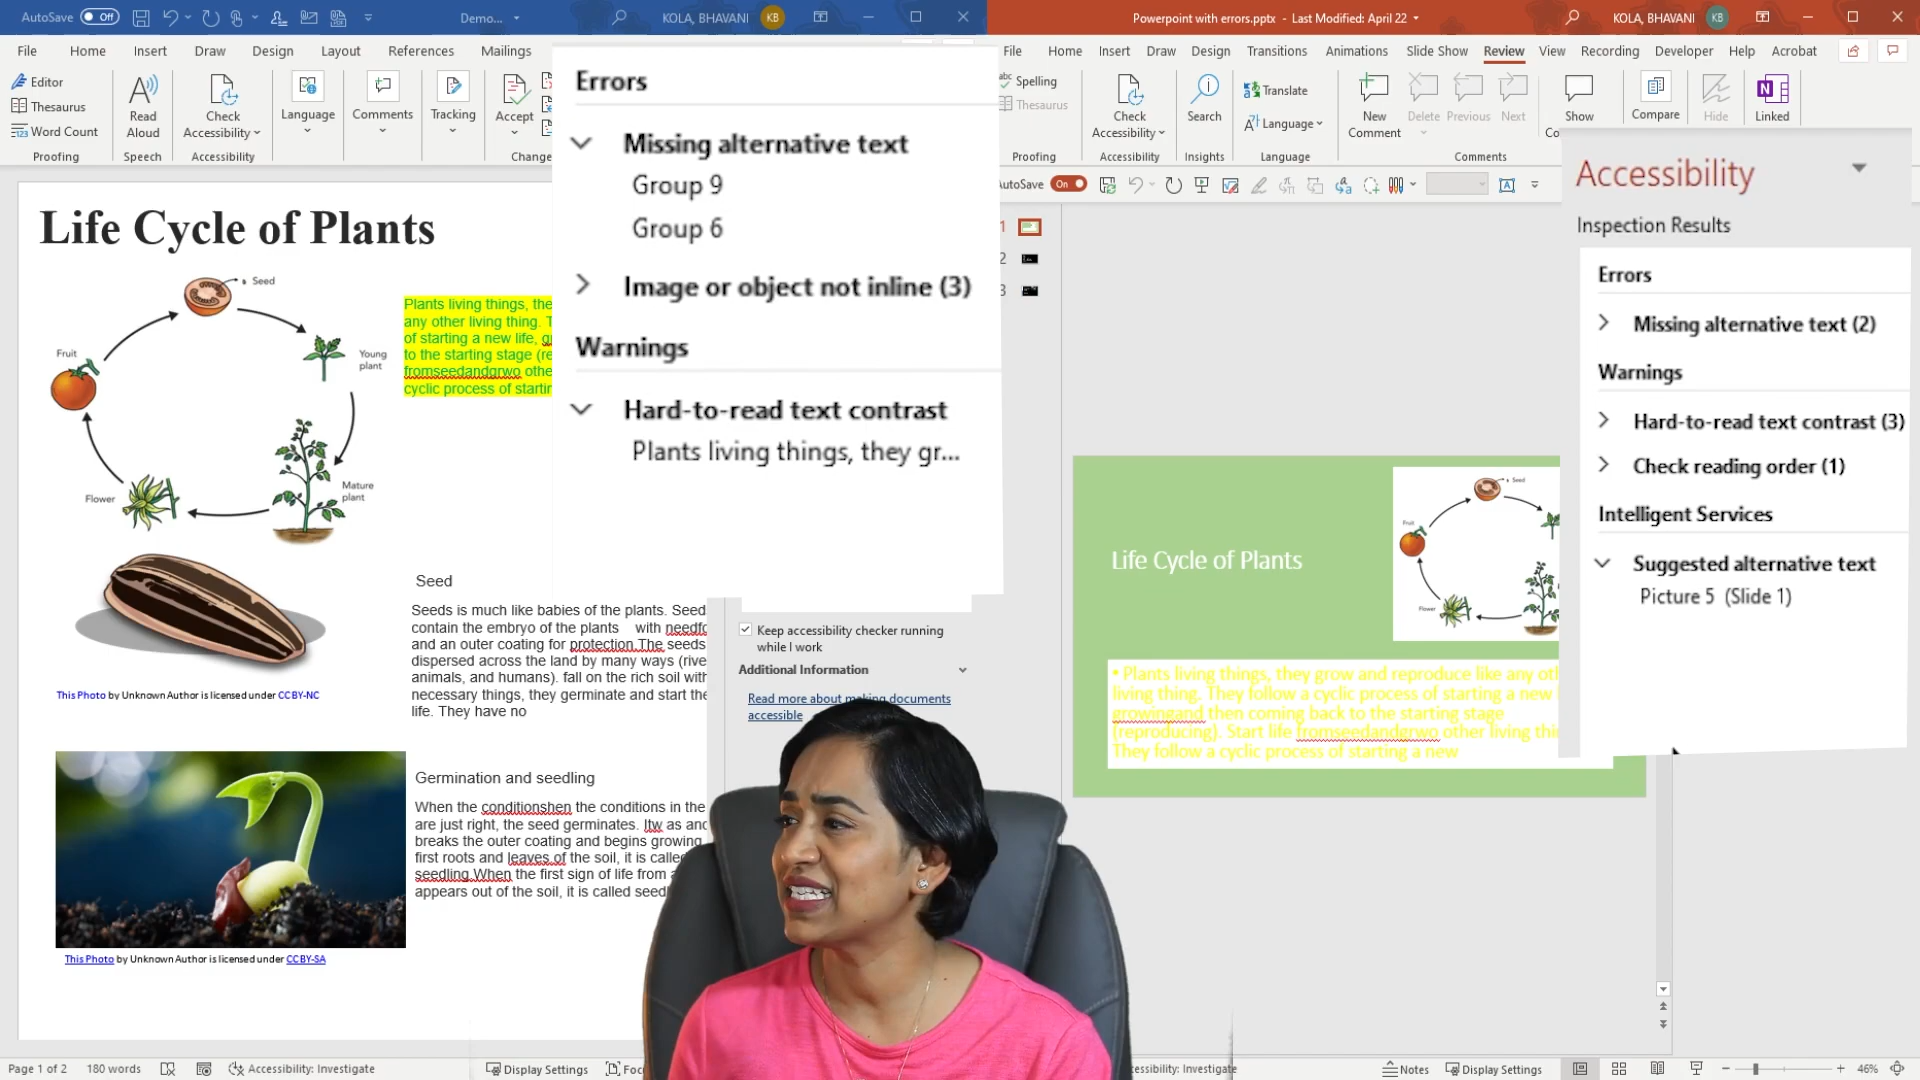 AutoSave Off
Demo...
KOLA, BHAVANI KB
File Home Insert Draw Design Layout References Mailings
Editor
Thesaurus
Word Count
Proofing
Read Aloud
Speech
Check Accessibility
Accessibility
Language
Comments
Tracking
Accept
Life Cycle of Plants
Seed
Young plant
Mature plant
Flower
Fruit
Plants living things, the
any other living thing. T
of starting a new life, g
to the starting stage (re
fromseedandgrwo othe
cyclic process of startin
Seed
Seeds is much like babies of the plants. Seed
contain the embryo of the plants with needfo
and an outer coating for protection.The seeds
dispersed across the land by many ways (rive
animals, and humans). fall on the rich soil with
necessary things, they germinate and start the
life. They have no
This Photo by Unknown Author is licensed under CC BY-NC
Germination and seedling
When the conditionshen the conditions in the
are just right, the seed germinates. Itw as and
breaks the outer coating and begins growing
first roots and leaves of the soil, it is called
seedling.When the first sign of life from a
appears out of the soil, it is called seedl
This Photo by Unknown Author is licensed under CC BY-SA
Page 1 of 2 180 words Accessibility: Investigate Display Settings
Errors
Missing alternative text
Group 9
Group 6
Image or object not inline (3)
Warnings
Hard-to-read text contrast
Plants living things, they gr...
Keep accessibility checker running
while I work
Additional Information
Read more about making documents
accessible
Powerpoint with errors.pptx - Last Modified: April 22
KOLA, BHAVANI KB
File Home Insert Draw Design Transitions Animations Slide Show Review View Recording Developer Help Acrobat
abc
Spelling
Thesaurus
Proofing
Check Accessibility
Accessibility
Search
Insights
Translate
Language
Language
New Comment
Delete
Previous
Next
Show
Comments
Compare
Hide
Linked
AutoSave On
1
2
3
Life Cycle of Plants
Seed
Fruit
Flower
• Plants living things, they grow and reproduce like any oth
living thing. They follow a cyclic process of starting a new
growingand then coming back to the starting stage
(reproducing). Start life fromseedandgrwo other living thi
They follow a cyclic process of starting a new
Accessibility
Inspection Results
Errors
Missing alternative text (2)
Warnings
Hard-to-read text contrast (3)
Check reading order (1)
Intelligent Services
Suggested alternative text
Picture 5 (Slide 1)
Notes Display Settings 46%